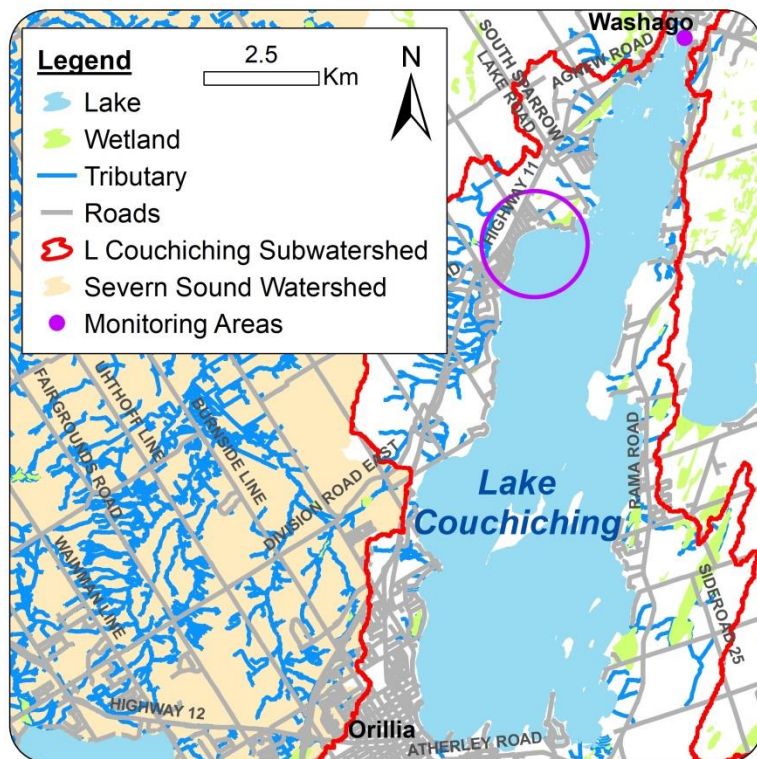 Washago
Legend
2.5
Km
N
Lake
Wetland
Tributary
Roads
L Couchiching Subwatershed
Severn Sound Watershed
Monitoring Areas
SOUTH SPARROW
LAKE ROAD
AGNEW ROAD
HIGHWAY 11
FAIRGROUNDS ROAD
UHTHOFF LINE
BURNSIDE LINE
DIVISION ROAD EAST
WAINMAN LINE
Lake
Couchiching
RAMA ROAD
SIDEROAD 25
HIGHWAY 12
Orillia
ATHERLEY ROAD